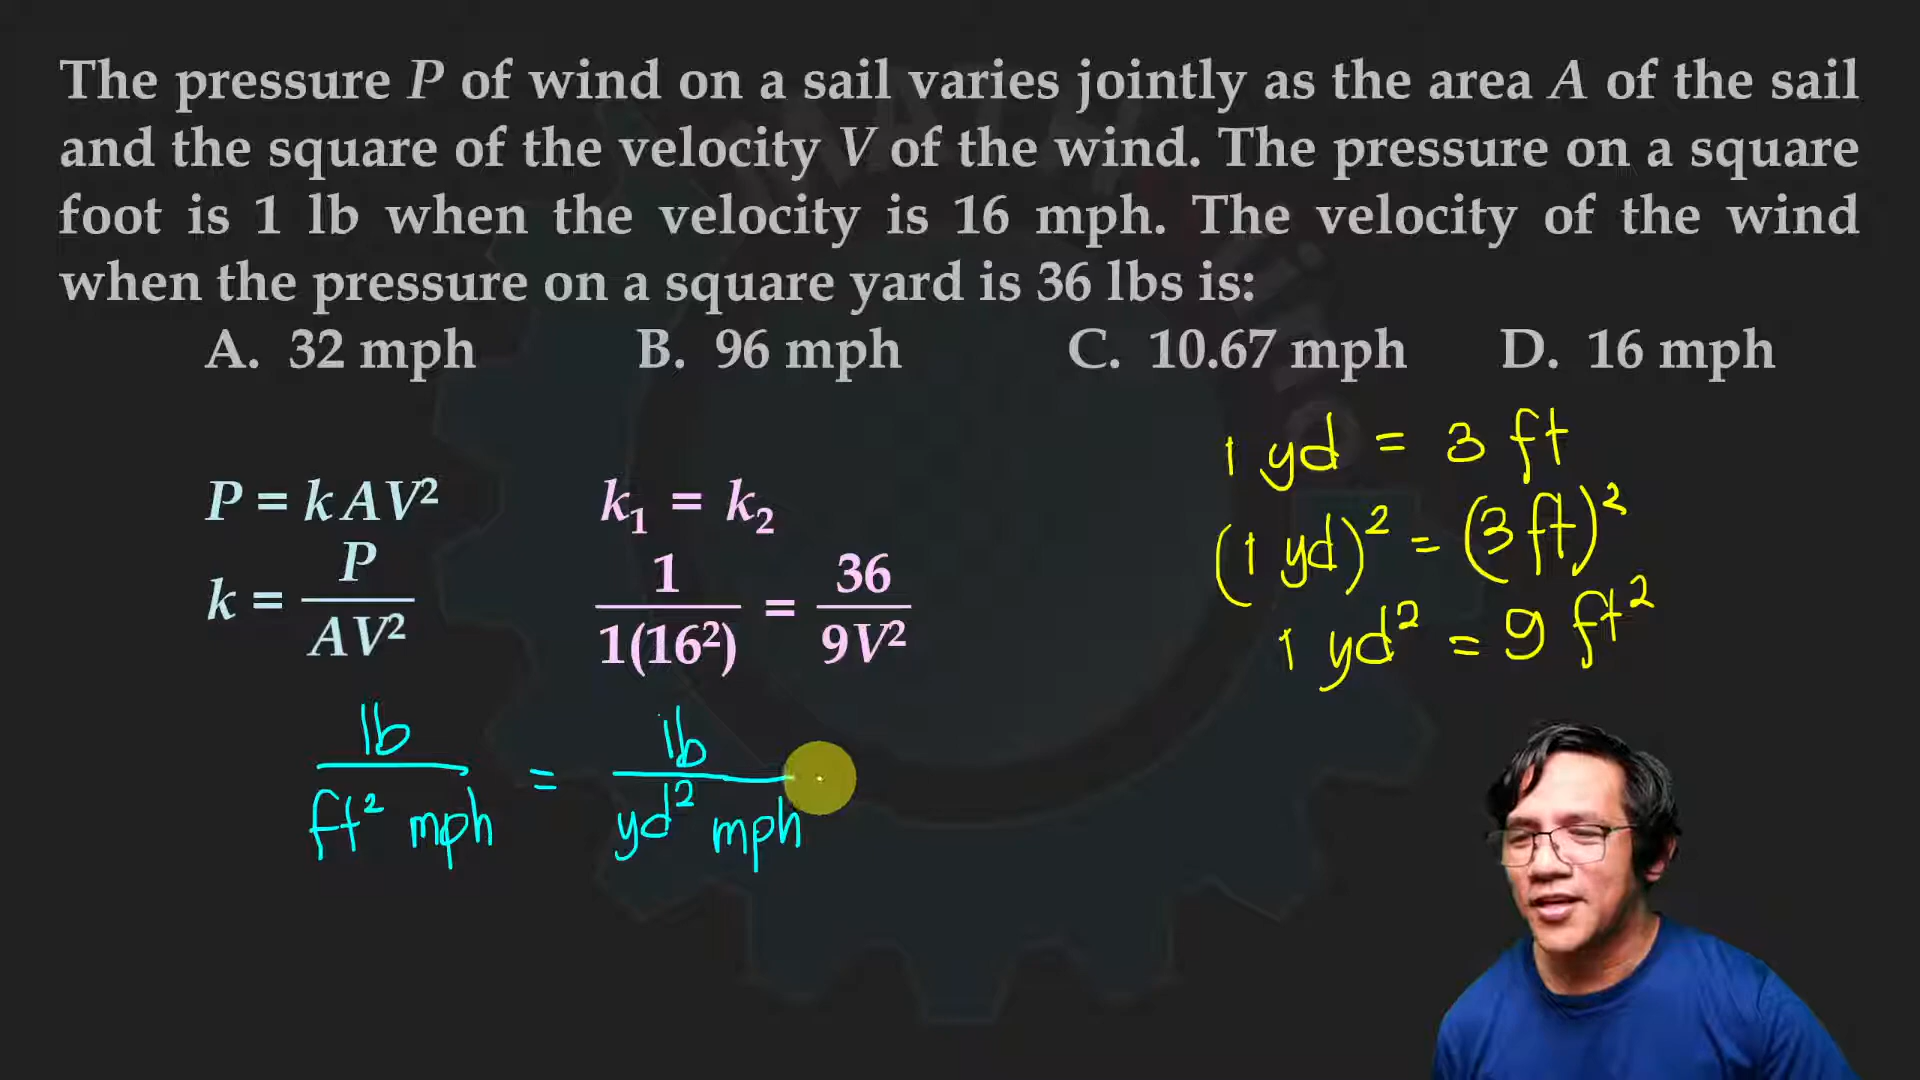 The pressure P of wind on a sail varies jointly as the area A of the sail
and the square of the velocity V of the wind. The pressure on a square
foot is 1 lb when the velocity is 16 mph. The velocity of the wind
when the pressure on a square yard is 36 lbs is:
A. 32 mph B. 96 mph C. 10.67 mph D. 16 mph
P = kAV²
k = P / AV²
k₁ = k₂
1 / 1(16²) = 36 / 9V²
1 yd = 3 ft
(1 yd)² = (3 ft)²
1 yd² = 9 ft²
lb / ft² mph = lb / yd² mph